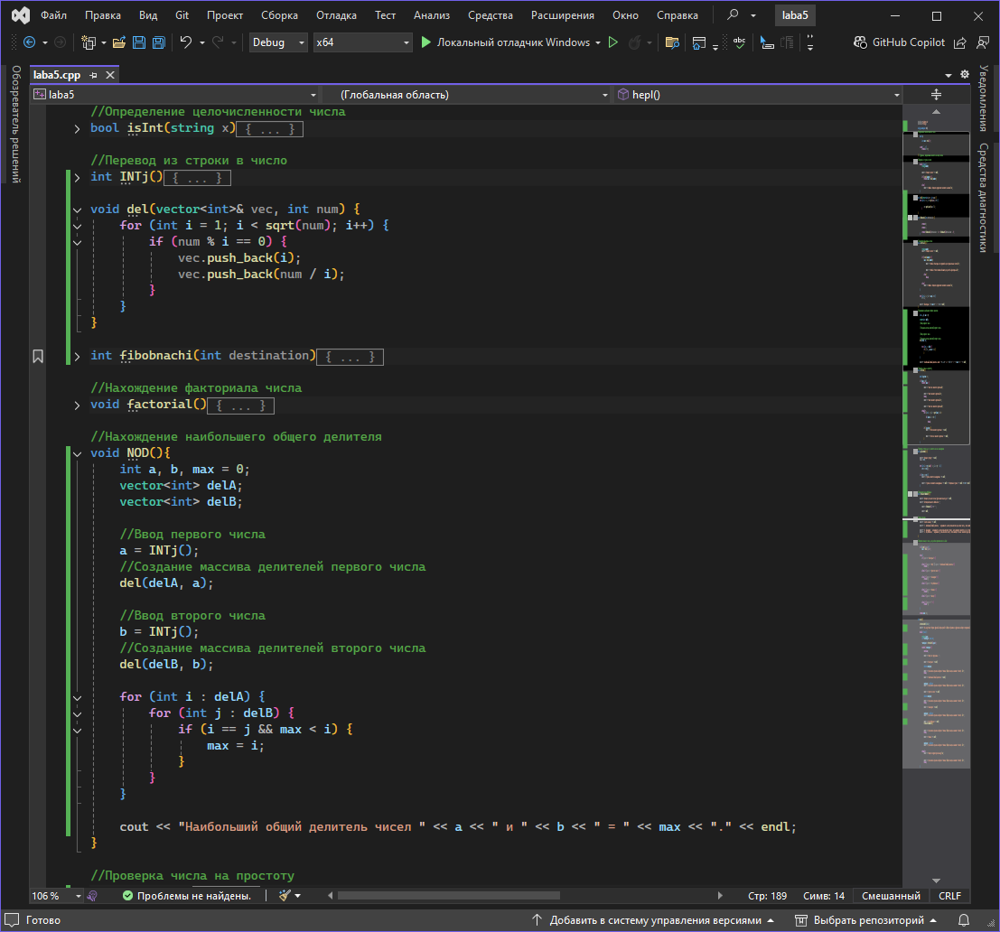 Файл Правка Вид Git Проект Сборка Отладка Тест Анализ Средства Расширения Окно Справка laba5
Debug x64 Локальный отладчик Windows abc GitHub Copilot
Обозреватель решений
laba5.cpp
laba5 (Глобальная область) hepl()
//Определение целочисленности числа
bool isInt(string x){ ... }
//Перевод из строки в число
int INTj(){ ... }
void del(vector<int>& vec, int num) {
for (int i = 1; i < sqrt(num); i++) {
if (num % i == 0) {
vec.push_back(i);
vec.push_back(num / i);
}
}
}
int fibobnachi(int destination){ ... }
//Нахождение факториала числа
void factorial(){ ... }
//Нахождение наибольшего общего делителя
void NOD(){
int a, b, max = 0;
vector<int> delA;
vector<int> delB;
//Ввод первого числа
a = INTj();
//Создание массива делителей первого числа
del(delA, a);
//Ввод второго числа
b = INTj();
//Создание массива делителей второго числа
del(delB, b);
for (int i : delA) {
for (int j : delB) {
if (i == j && max < i) {
max = i;
}
}
}
cout << "Наибольший общий делитель чисел " << a << " и " << b << " = " << max << "." << endl;
}
//Проверка числа на простоту
Уведомления
Средства диагностики
106 % Проблемы не найдены. Стр: 189 Симв: 14 Смешанный CRLF
Готово Добавить в систему управления версиями Выбрать репозиторий